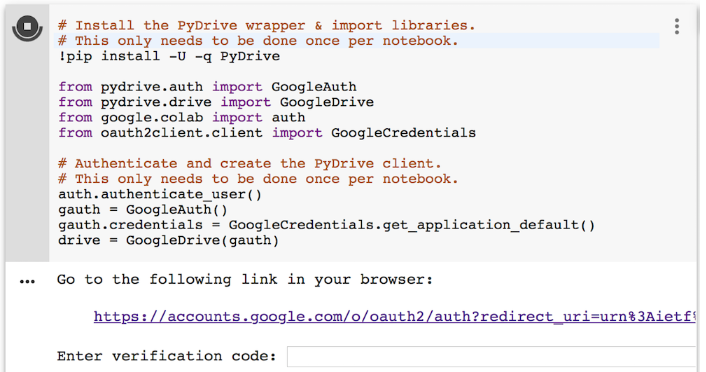 # Install the PyDrive wrapper & import libraries.
# This only needs to be done once per notebook.
!pip install -U -q PyDrive
from pydrive.auth import GoogleAuth
from pydrive.drive import GoogleDrive
from google.colab import auth
from oauth2client.client import GoogleCredentials
# Authenticate and create the PyDrive client.
# This only needs to be done once per notebook.
auth.authenticate_user()
gauth = GoogleAuth()
gauth.credentials = GoogleCredentials.get_application_default()
drive = GoogleDrive(gauth)
Go to the following link in your browser:
https://accounts.google.com/o/oauth2/auth?redirect_uri=urn%3Aietf%
Enter verification code: